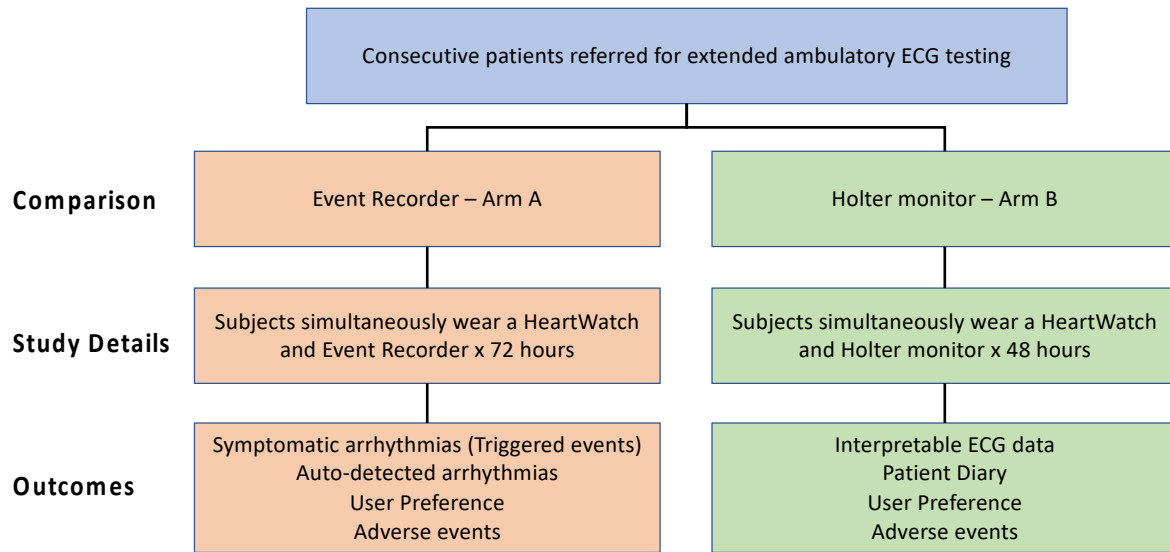 Consecutive patients referred for extended ambulatory ECG testing
Comparison
Event Recorder – Arm A
Holter monitor – Arm B
Study Details
Subjects simultaneously wear a HeartWatch
and Event Recorder x 72 hours
Subjects simultaneously wear a HeartWatch
and Holter monitor x 48 hours
Outcomes
Symptomatic arrhythmias (Triggered events)
Auto-detected arrhythmias
User Preference
Adverse events
Interpretable ECG data
Patient Diary
User Preference
Adverse events